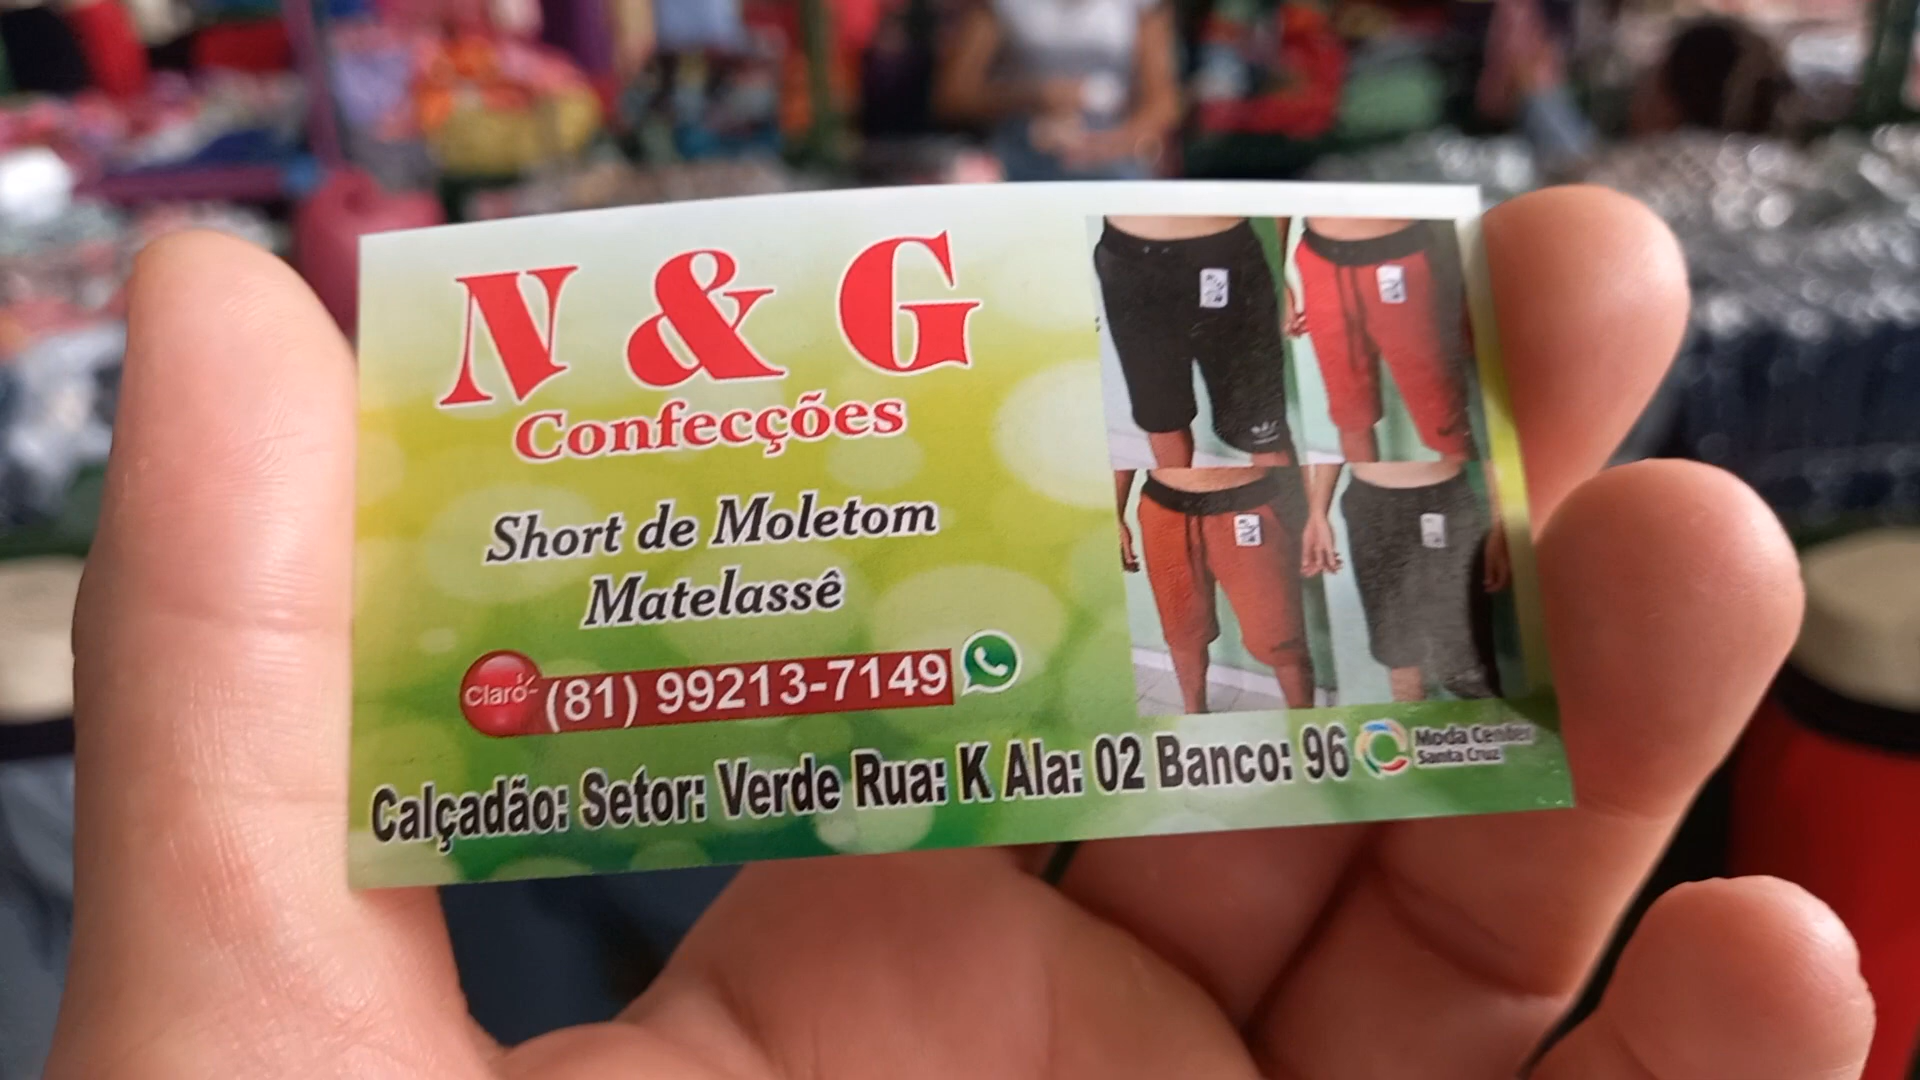 N & G
Confecções
Short de Moletom
Matelassê
Claro
(81) 99213-7149
Calçadão: Setor: Verde Rua: K Ala: 02 Banco: 96
Moda Center
Santa Cruz